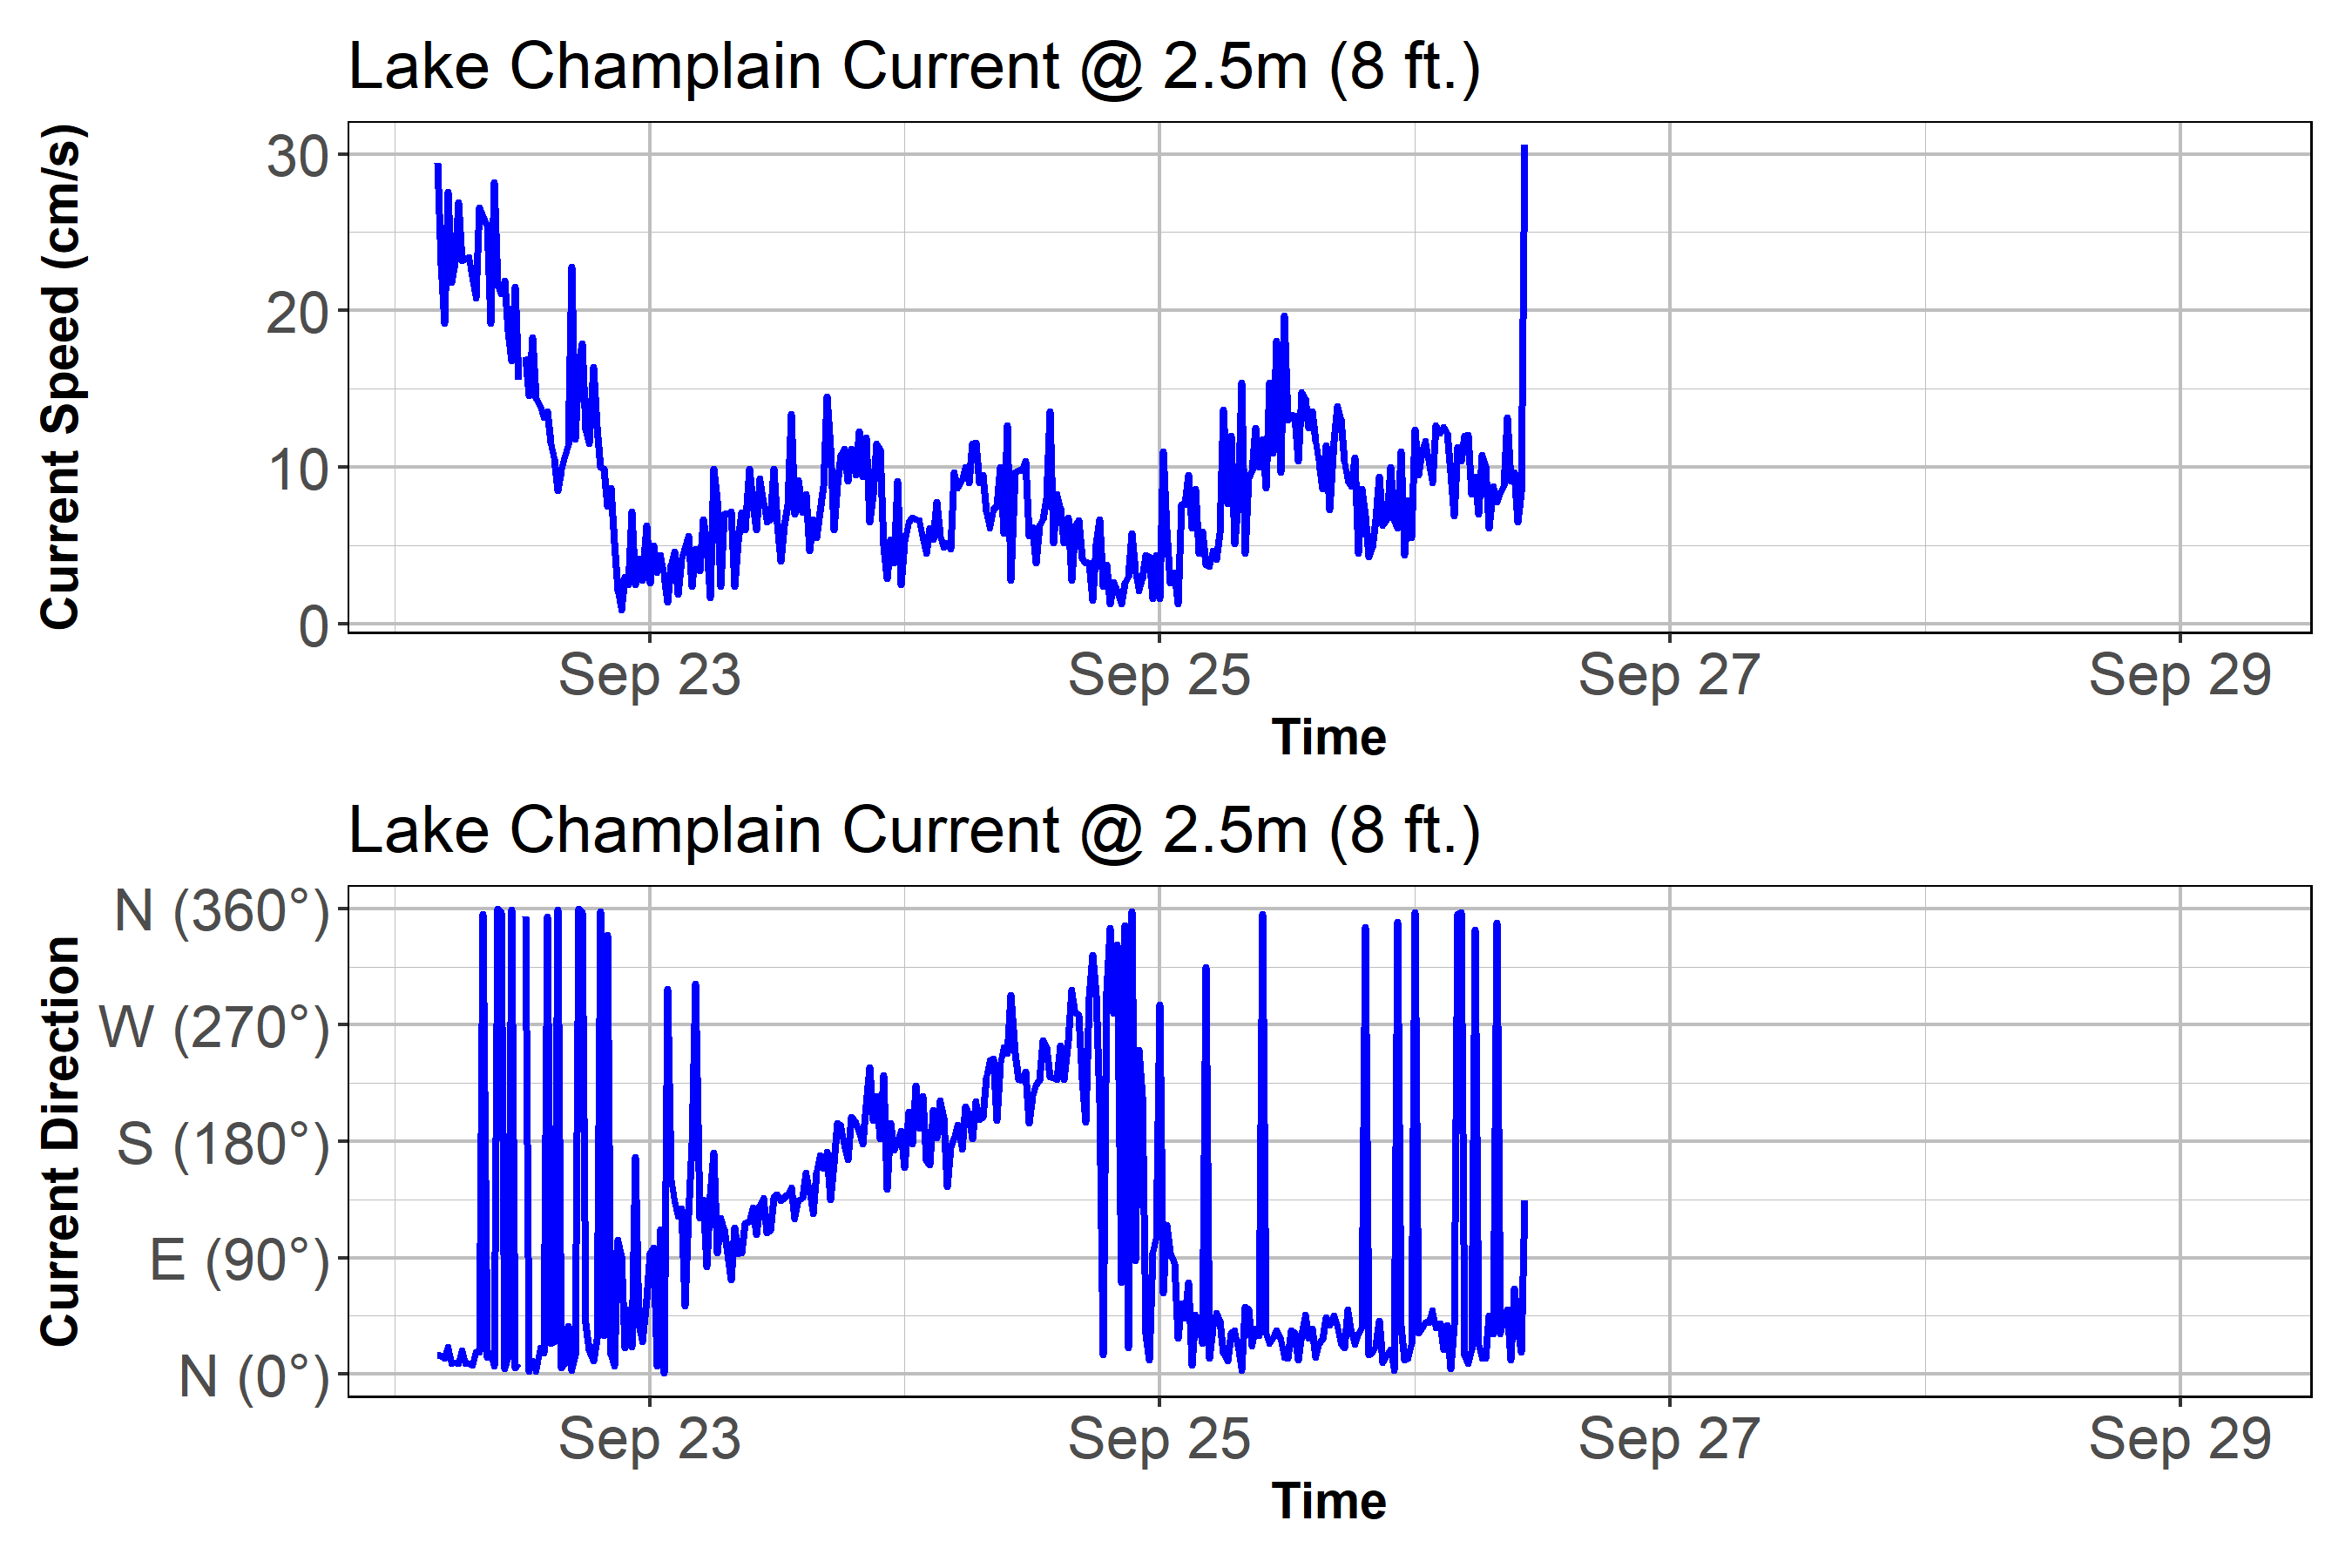 Lake Champlain Current @ 2.5m (8 ft.)
Current Speed (cm/s)
30
20
10
0
Sep 23 Sep 25 Sep 27 Sep 29
Time
Lake Champlain Current @ 2.5m (8 ft.)
Current Direction
N (360°)
W (270°)
S (180°)
E (90°)
N (0°)
Sep 23 Sep 25 Sep 27 Sep 29
Time